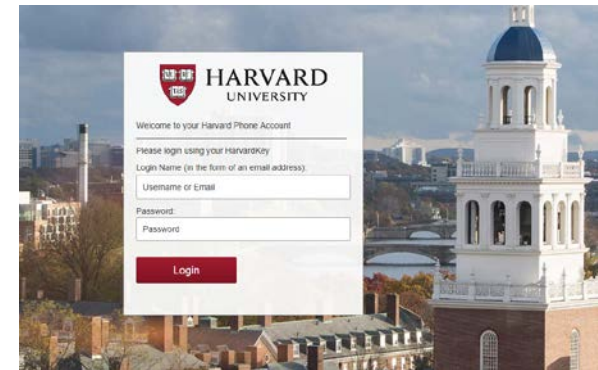 HARVARD
UNIVERSITY
Welcome to your Harvard Phone Account
Please login using your HarvardKey
Login Name (in the form of an email address):
Username or Email
Password:
Password
Login